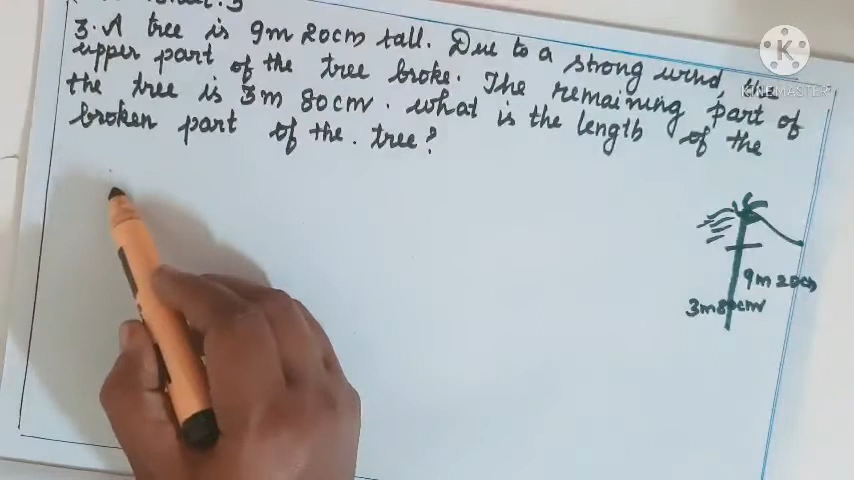 3. A tree is 9m 20cm tall. Due to a strong wind, the
upper part of the tree broke. The remaining part of
the tree is 3m 80cm. what is the length of the
broken part of the. tree?
9m 20cm
3m80cm
KINEMASTER